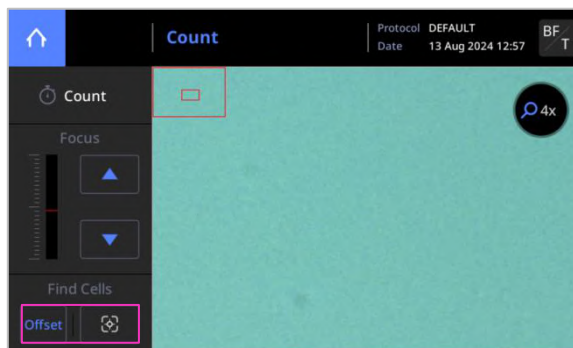 Count
Protocol DEFAULT
Date 13 Aug 2024 12:57
BF/T
Count
4x
Focus
Find Cells
Offset